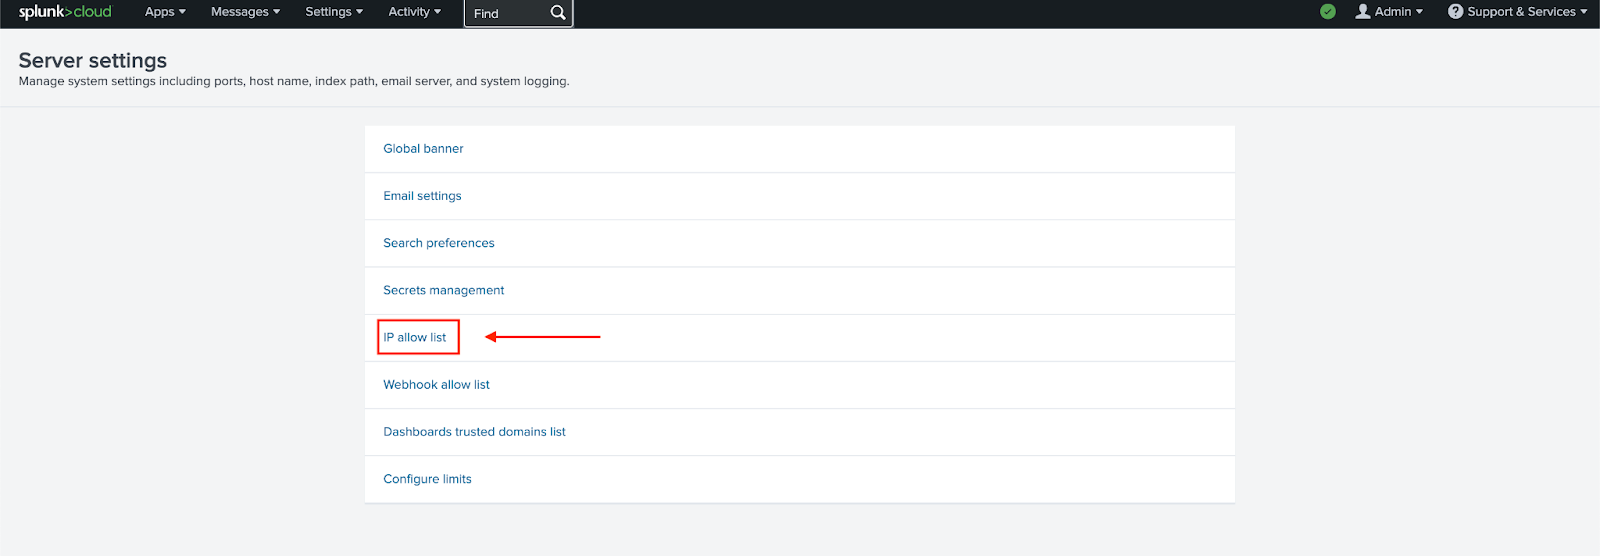 splunk>cloud Apps Messages Settings Activity Find Admin ? Support & Services
Server settings
Manage system settings including ports, host name, index path, email server, and system logging.
Global banner
Email settings
Search preferences
Secrets management
IP allow list
Webhook allow list
Dashboards trusted domains list
Configure limits